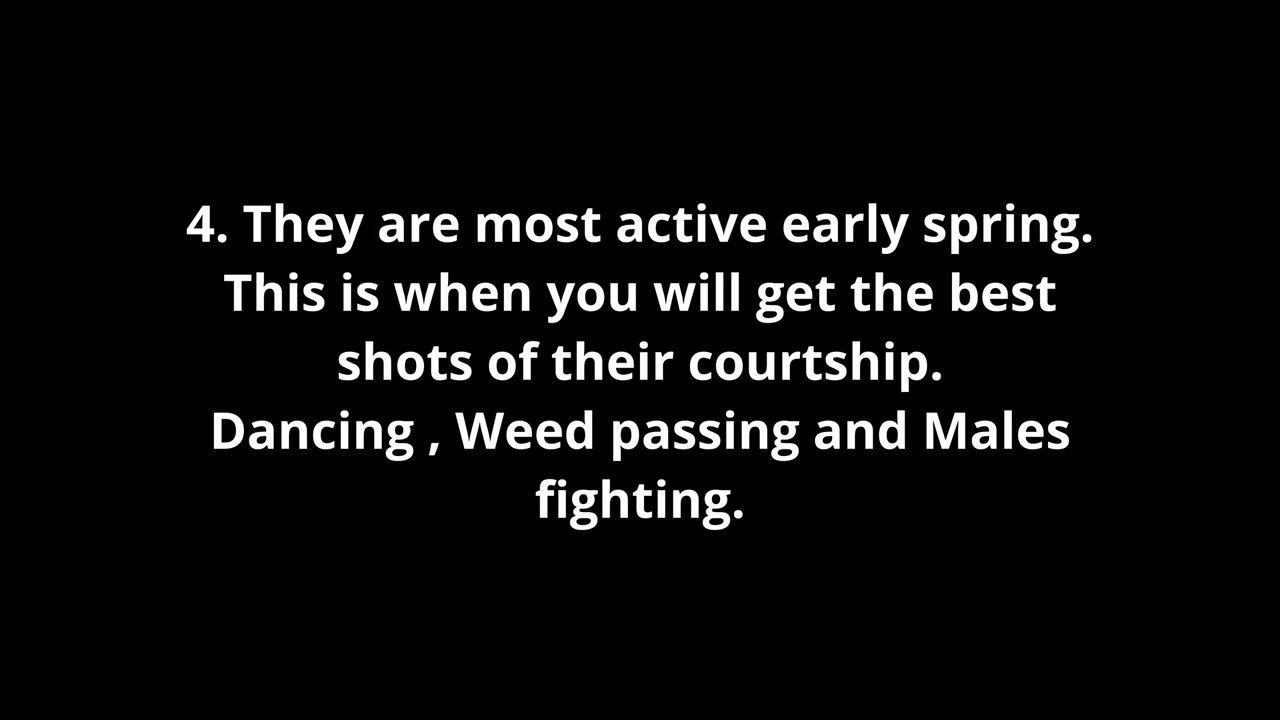 4. They are most active early spring.
This is when you will get the best
shots of their courtship.
Dancing , Weed passing and Males
fighting.